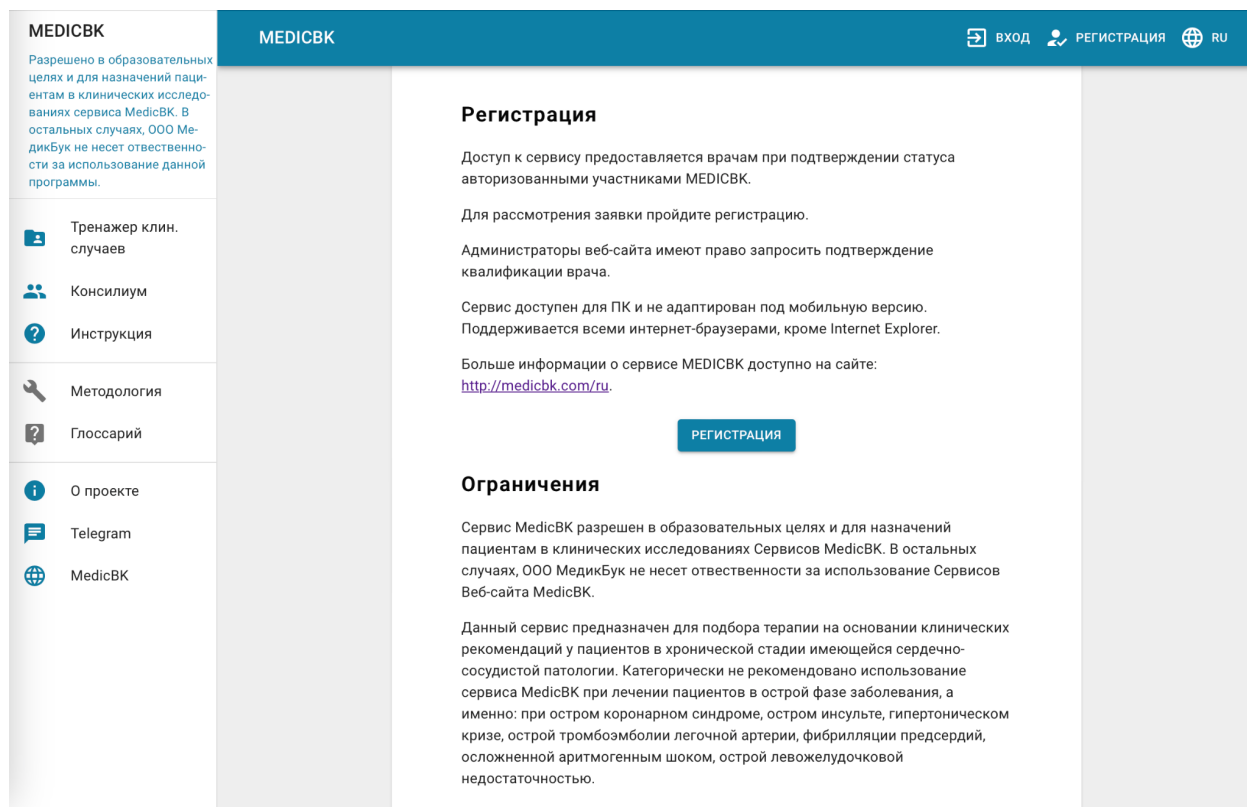 MEDICBK
Разрешено в образовательных
целях и для назначений паци-
ентам в клинических исследо-
ваниях сервиса MedicBK. В
остальных случаях, ООО Ме-
дикБук не несет отвественно-
сти за использование данной
программы.
Тренажер клин.
случаев
Консилиум
Инструкция
Методология
Глоссарий
О проекте
Telegram
MedicBK
MEDICBK
ВХОД
РЕГИСТРАЦИЯ
RU
Регистрация
Доступ к сервису предоставляется врачам при подтверждении статуса
авторизованными участниками MEDICBK.
Для рассмотрения заявки пройдите регистрацию.
Администраторы веб-сайта имеют право запросить подтверждение
квалификации врача.
Сервис доступен для ПК и не адаптирован под мобильную версию.
Поддерживается всеми интернет-браузерами, кроме Internet Explorer.
Больше информации о сервисе MEDICBK доступно на сайте:
http://medicbk.com/ru.
РЕГИСТРАЦИЯ
Ограничения
Сервис MedicBK разрешен в образовательных целях и для назначений
пациентам в клинических исследованиях Сервисов MedicBK. В остальных
случаях, ООО МедикБук не несет отвественности за использование Сервисов
Веб-сайта MedicBK.
Данный сервис предназначен для подбора терапии на основании клинических
рекомендаций у пациентов в хронической стадии имеющейся сердечно-
сосудистой патологии. Категорически не рекомендовано использование
сервиса MedicBK при лечении пациентов в острой фазе заболевания, а
именно: при остром коронарном синдроме, остром инсульте, гипертоническом
кризе, острой тромбоэмболии легочной артерии, фибрилляции предсердий,
осложненной аритмогенным шоком, острой левожелудочковой
недостаточностью.